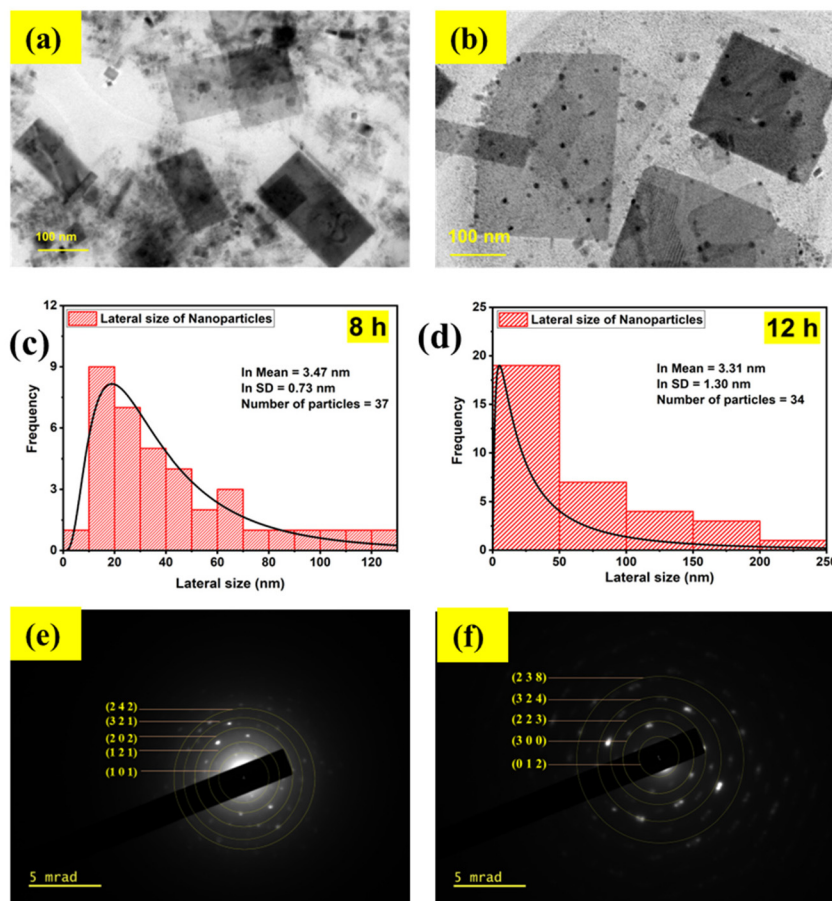 (a)
100 nm
(b)
100 nm
(c)
Lateral size of Nanoparticles
8 h
ln Mean = 3.47 nm
ln SD = 0.73 nm
Number of particles = 37
12
9
6
3
0
Frequency
0 20 40 60 80 100 120
Lateral size (nm)
(d)
Lateral size of Nanoparticles
12 h
ln Mean = 3.31 nm
ln SD = 1.30 nm
Number of particles = 34
25
20
15
10
5
0
Frequency
0 50 100 150 200 250
Lateral size (nm)
(e)
(2 4 2)
(3 2 1)
(2 0 2)
(1 2 1)
(1 0 1)
5 mrad
(f)
(2 3 8)
(3 2 4)
(2 2 3)
(3 0 0)
(0 1 2)
5 mrad